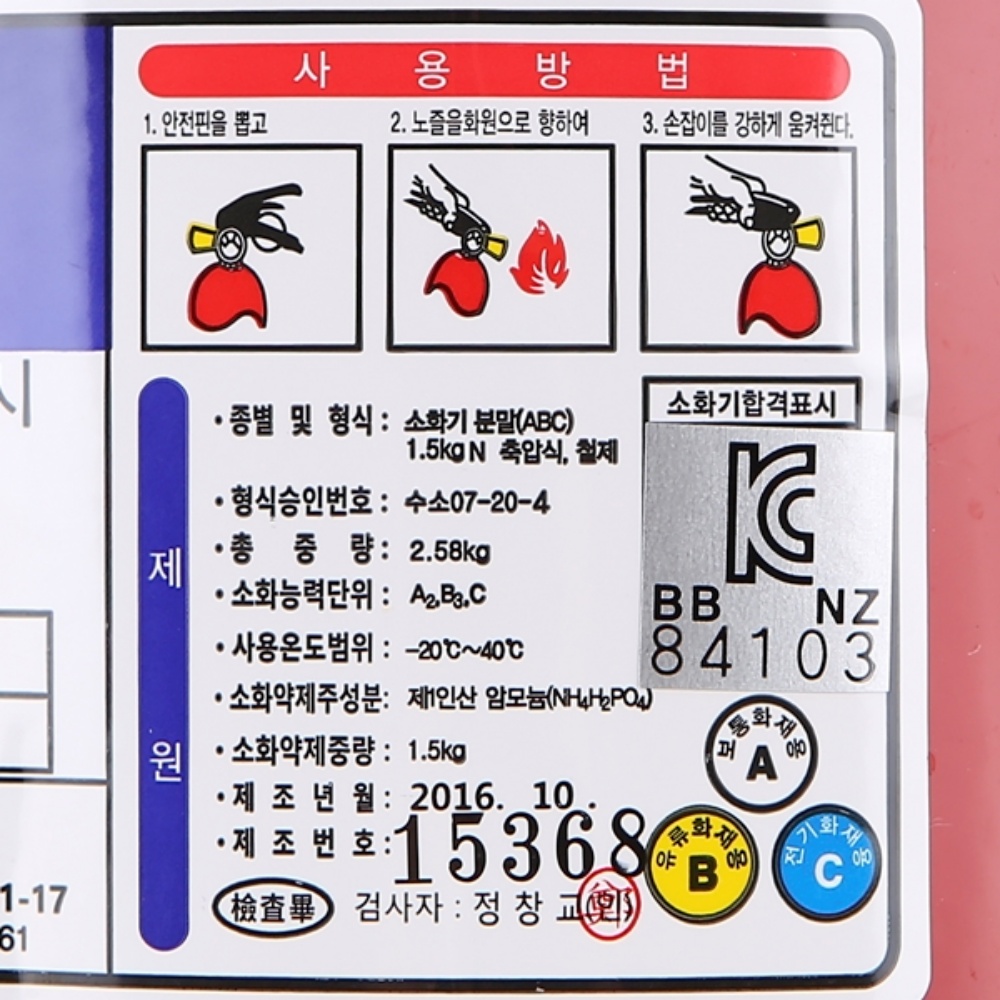 사 용 방 법
1. 안전핀을 뽑고
2. 노즐을화원으로 향하여
3. 손잡이를 강하게 움켜쥔다.
시
제 원
소화기합격표시
KC
BB NZ
84103
· 종별 및 형식 : 소화기 분말(ABC)
1.5kg N 축압식, 철제
· 형식승인번호 : 수소07-20-4
· 총 중 량 : 2.58kg
· 소화능력단위 : A2,B3,C
· 사용온도범위 : -20℃~40℃
· 소화약제주성분: 제1인산 암모늄(NH4H2PO4)
· 소화약제중량 : 1.5kg
· 제 조 년 월 : 2016. 10 .
· 제 조 번 호 : 15368
檢査畢 검사자 : 정 창 교(인)
보통화재용
A
유류화재용
B
전기화재용
C
1-17
61